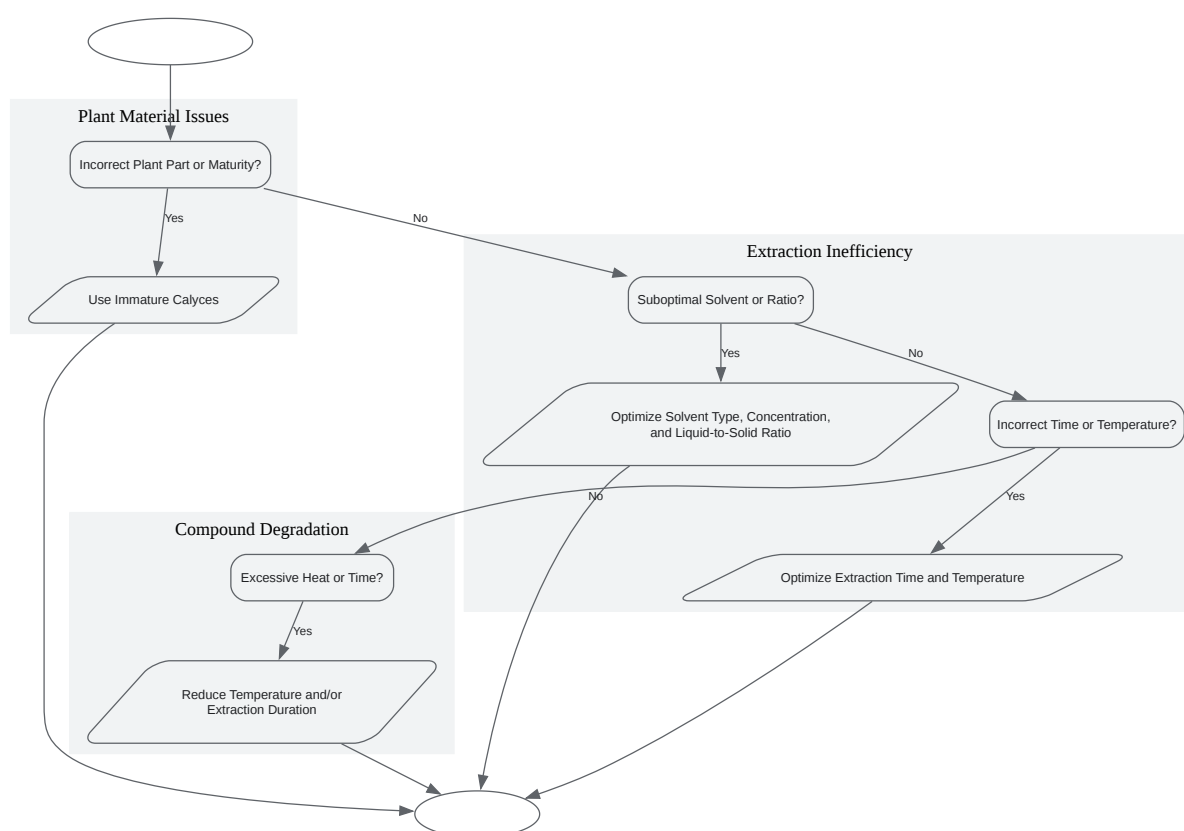 Plant Material Issues
Incorrect Plant Part or Maturity?
Yes
No
Use Immature Calyces
Extraction Inefficiency
Suboptimal Solvent or Ratio?
Yes
No
Optimize Solvent Type, Concentration,
and Liquid-to-Solid Ratio
Incorrect Time or Temperature?
No
Yes
Compound Degradation
Excessive Heat or Time?
Optimize Extraction Time and Temperature
Yes
Reduce Temperature and/or
Extraction Duration